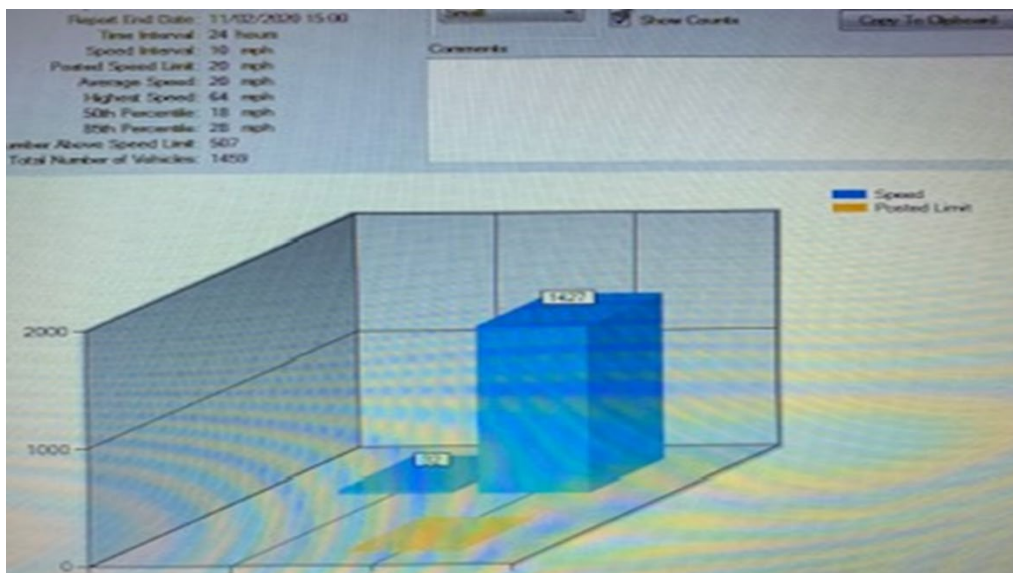 Report End Date: 11/02/2020 15:00
Time Interval: 24 hours
Speed Interval: 10 mph
Posted Speed Limit: 20 mph
Average Speed: 20 mph
Highest Speed: 64 mph
50th Percentile: 18 mph
85th Percentile: 28 mph
umber Above Speed Limit: 507
Total Number of Vehicles: 1459
Small
Show Counts
Copy To Clipboard
Comments
Speed
Posted Limit
2000
1427
1000
32
0